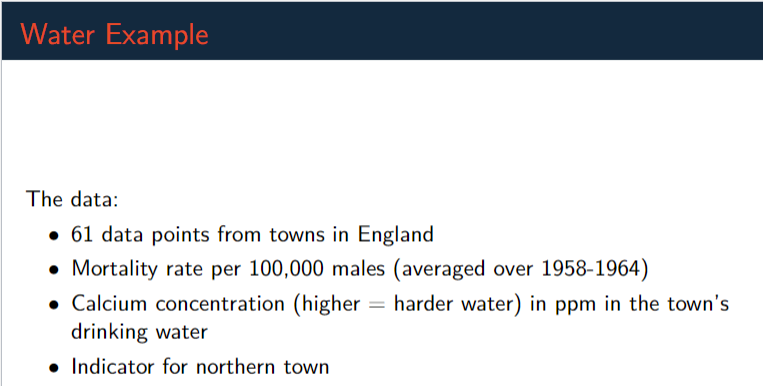 Water Example
The data:
• 61 data points from towns in England
• Mortality rate per 100,000 males (averaged over 1958-1964)
• Calcium concentration (higher = harder water) in ppm in the town's
drinking water
• Indicator for northern town